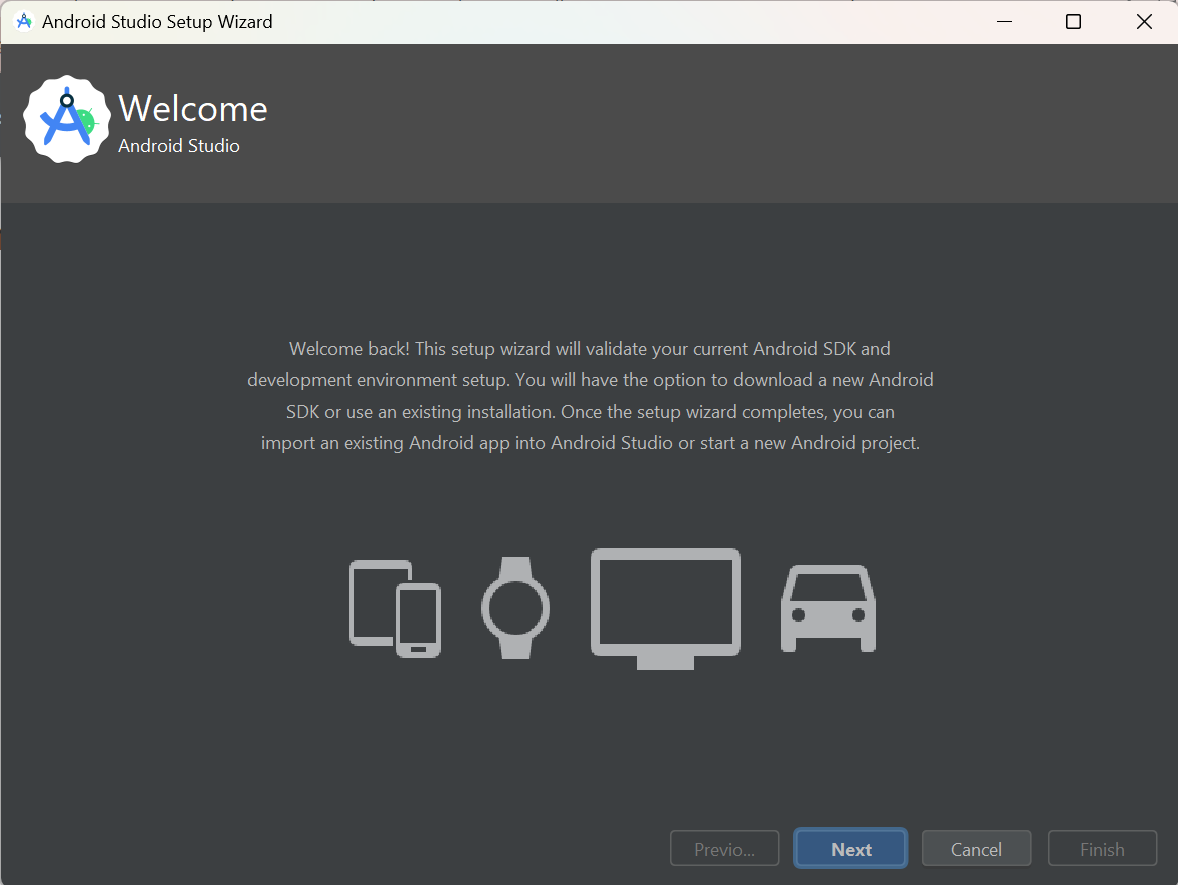 Android Studio Setup Wizard
Welcome
Android Studio
Welcome back! This setup wizard will validate your current Android SDK and
development environment setup. You will have the option to download a new Android
SDK or use an existing installation. Once the setup wizard completes, you can
import an existing Android app into Android Studio or start a new Android project.
Previo... Next Cancel Finish